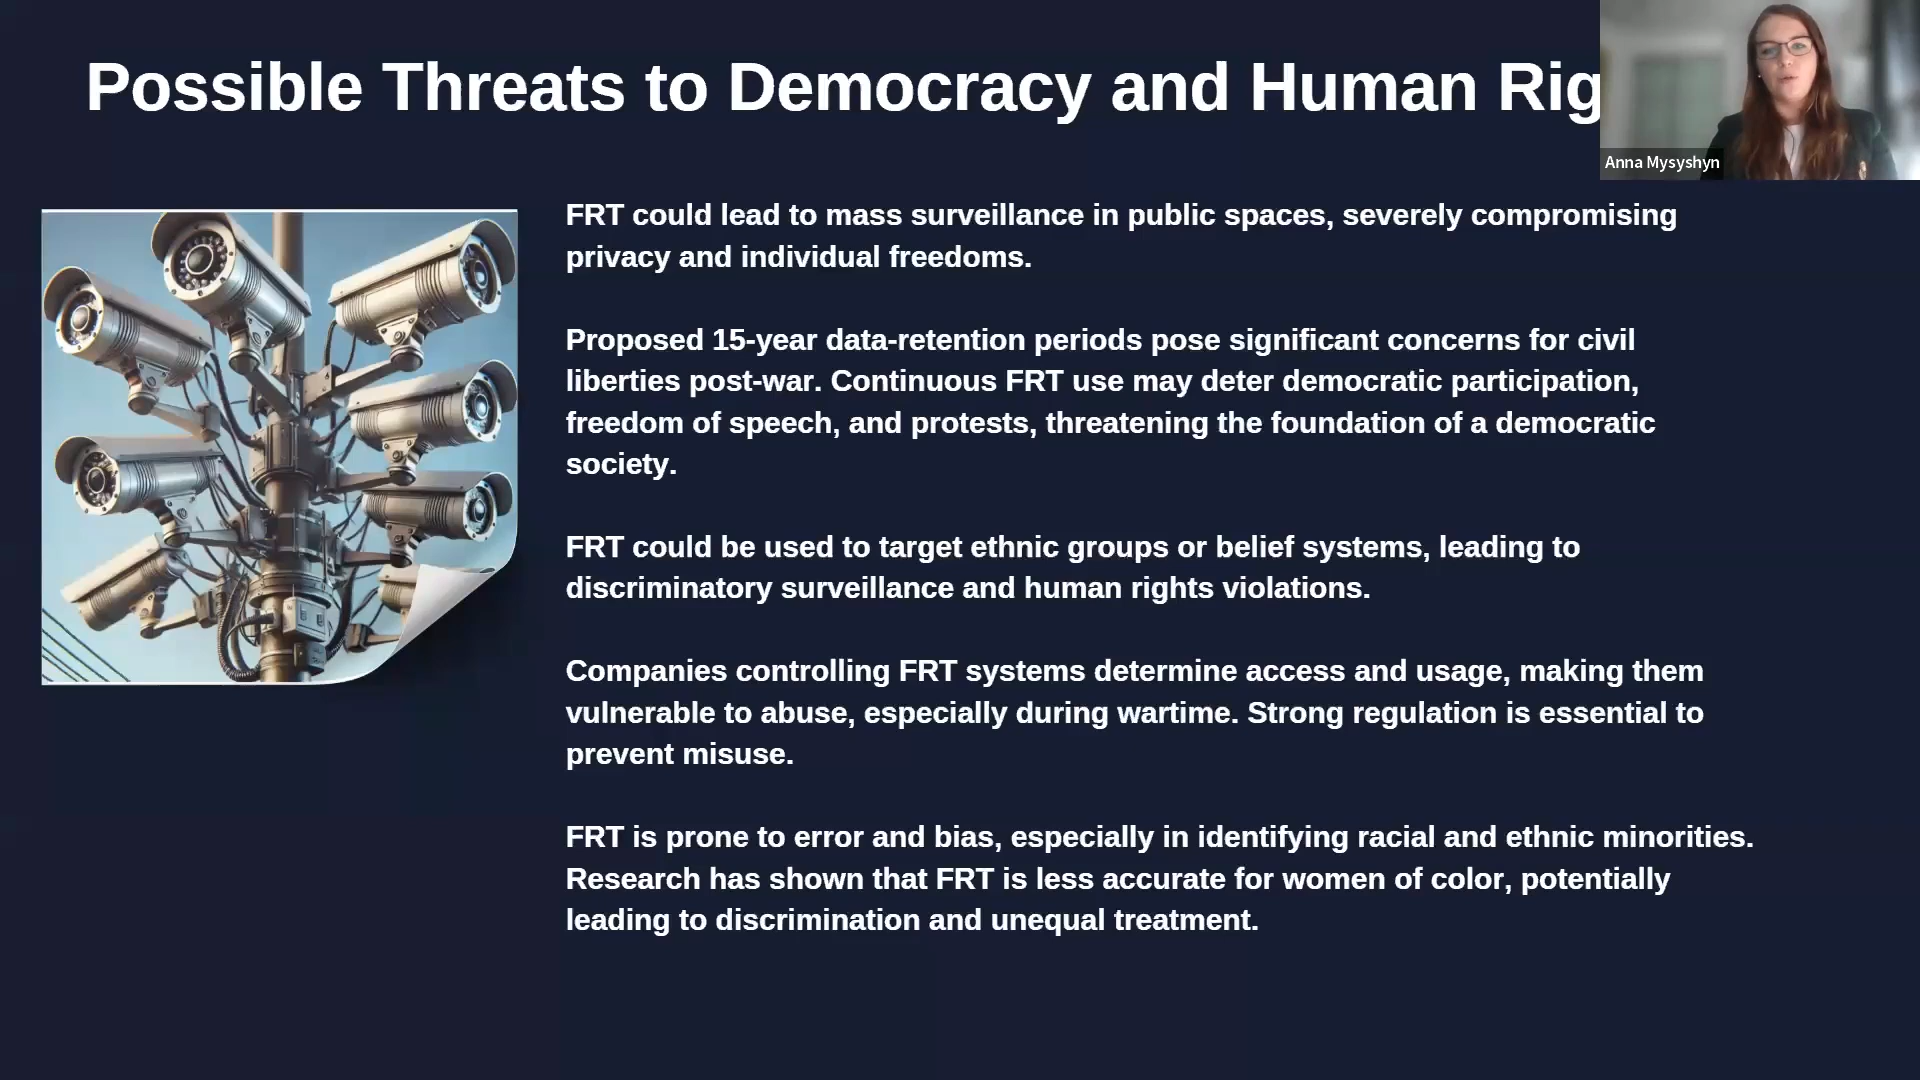 Possible Threats to Democracy and Human Rig
Anna Mysyshyn
FRT could lead to mass surveillance in public spaces, severely compromising
privacy and individual freedoms.
Proposed 15-year data-retention periods pose significant concerns for civil
liberties post-war. Continuous FRT use may deter democratic participation,
freedom of speech, and protests, threatening the foundation of a democratic
society.
FRT could be used to target ethnic groups or belief systems, leading to
discriminatory surveillance and human rights violations.
Companies controlling FRT systems determine access and usage, making them
vulnerable to abuse, especially during wartime. Strong regulation is essential to
prevent misuse.
FRT is prone to error and bias, especially in identifying racial and ethnic minorities.
Research has shown that FRT is less accurate for women of color, potentially
leading to discrimination and unequal treatment.